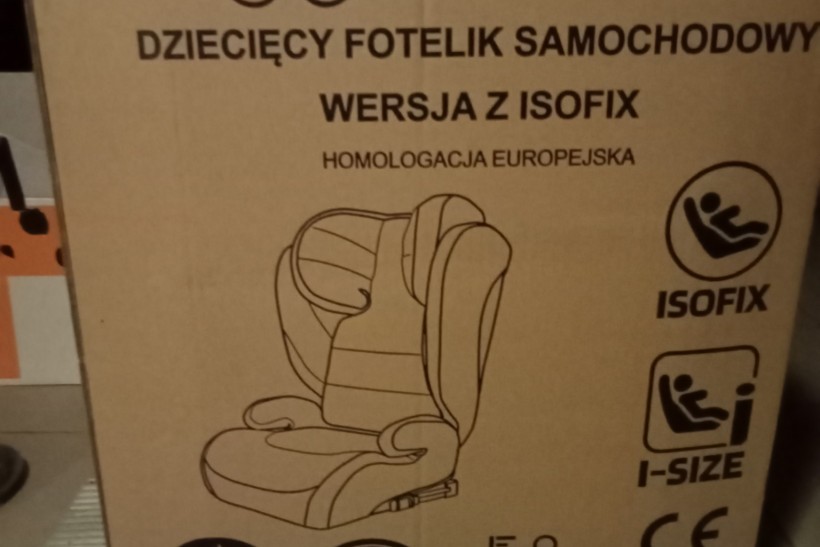 DZIECIĘCY FOTELIK SAMOCHODOWY
WERSJA Z ISOFIX
HOMOLOGACJA EUROPEJSKA
ISOFIX
I-SIZE
CE